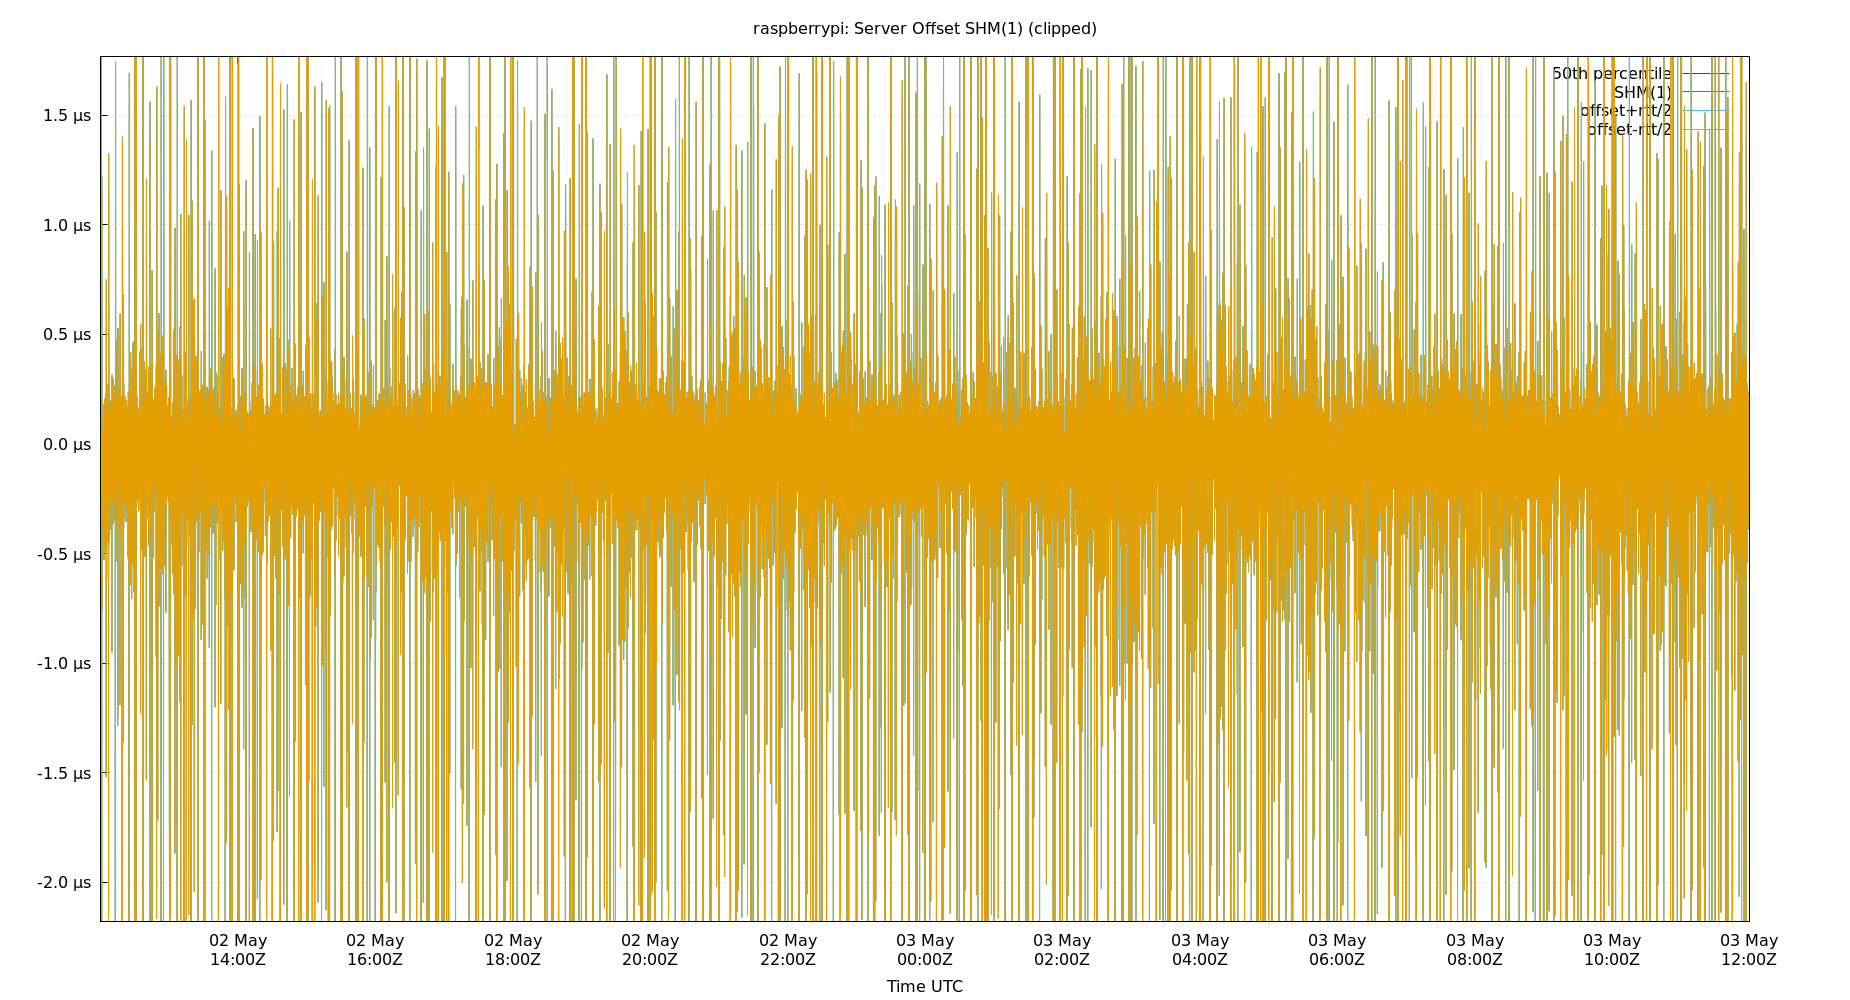 raspberrypi: Server Offset SHM(1) (clipped)
50th percentile
SHM(1)
offset+rtt/2
offset-rtt/2
1.5 µs
1.0 µs
0.5 µs
0.0 µs
-0.5 µs
-1.0 µs
-1.5 µs
-2.0 µs
02 May 02 May 02 May 02 May 02 May 03 May 03 May 03 May 03 May 03 May 03 May 03 May
14:00Z 16:00Z 18:00Z 20:00Z 22:00Z 00:00Z 02:00Z 04:00Z 06:00Z 08:00Z 10:00Z 12:00Z
Time UTC